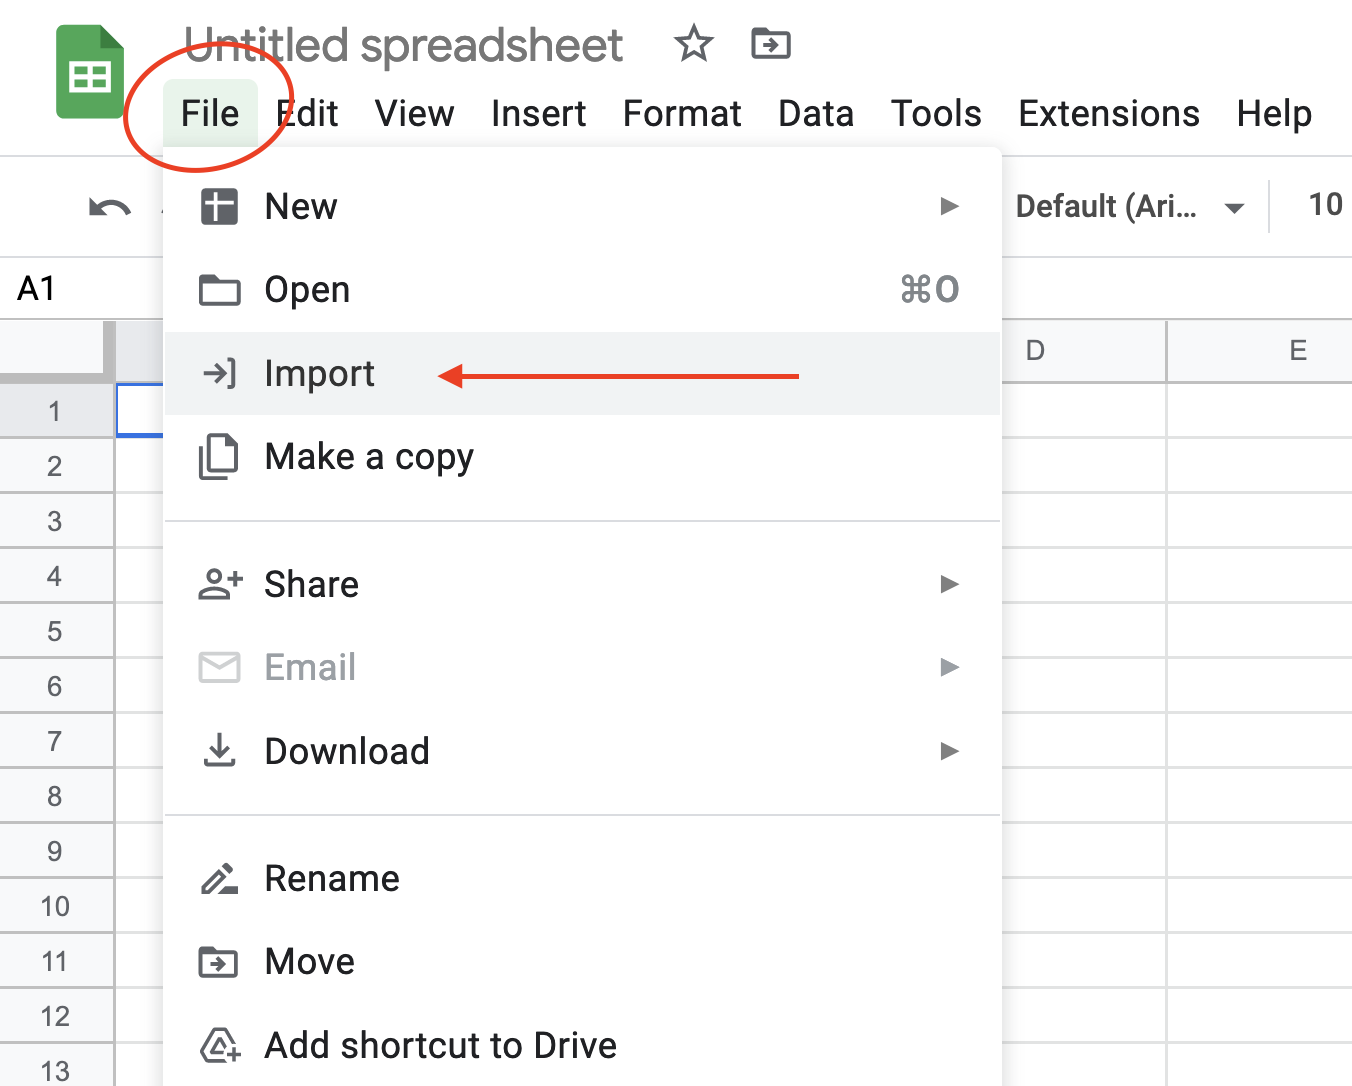 Untitled spreadsheet
File Edit View Insert Format Data Tools Extensions Help
New
Default (Ari...
10
Open ⌘O
A1
Import
D
E
Make a copy
Share
Email
Download
Rename
Move
Add shortcut to Drive
1
2
3
4
5
6
7
8
9
10
11
12
13